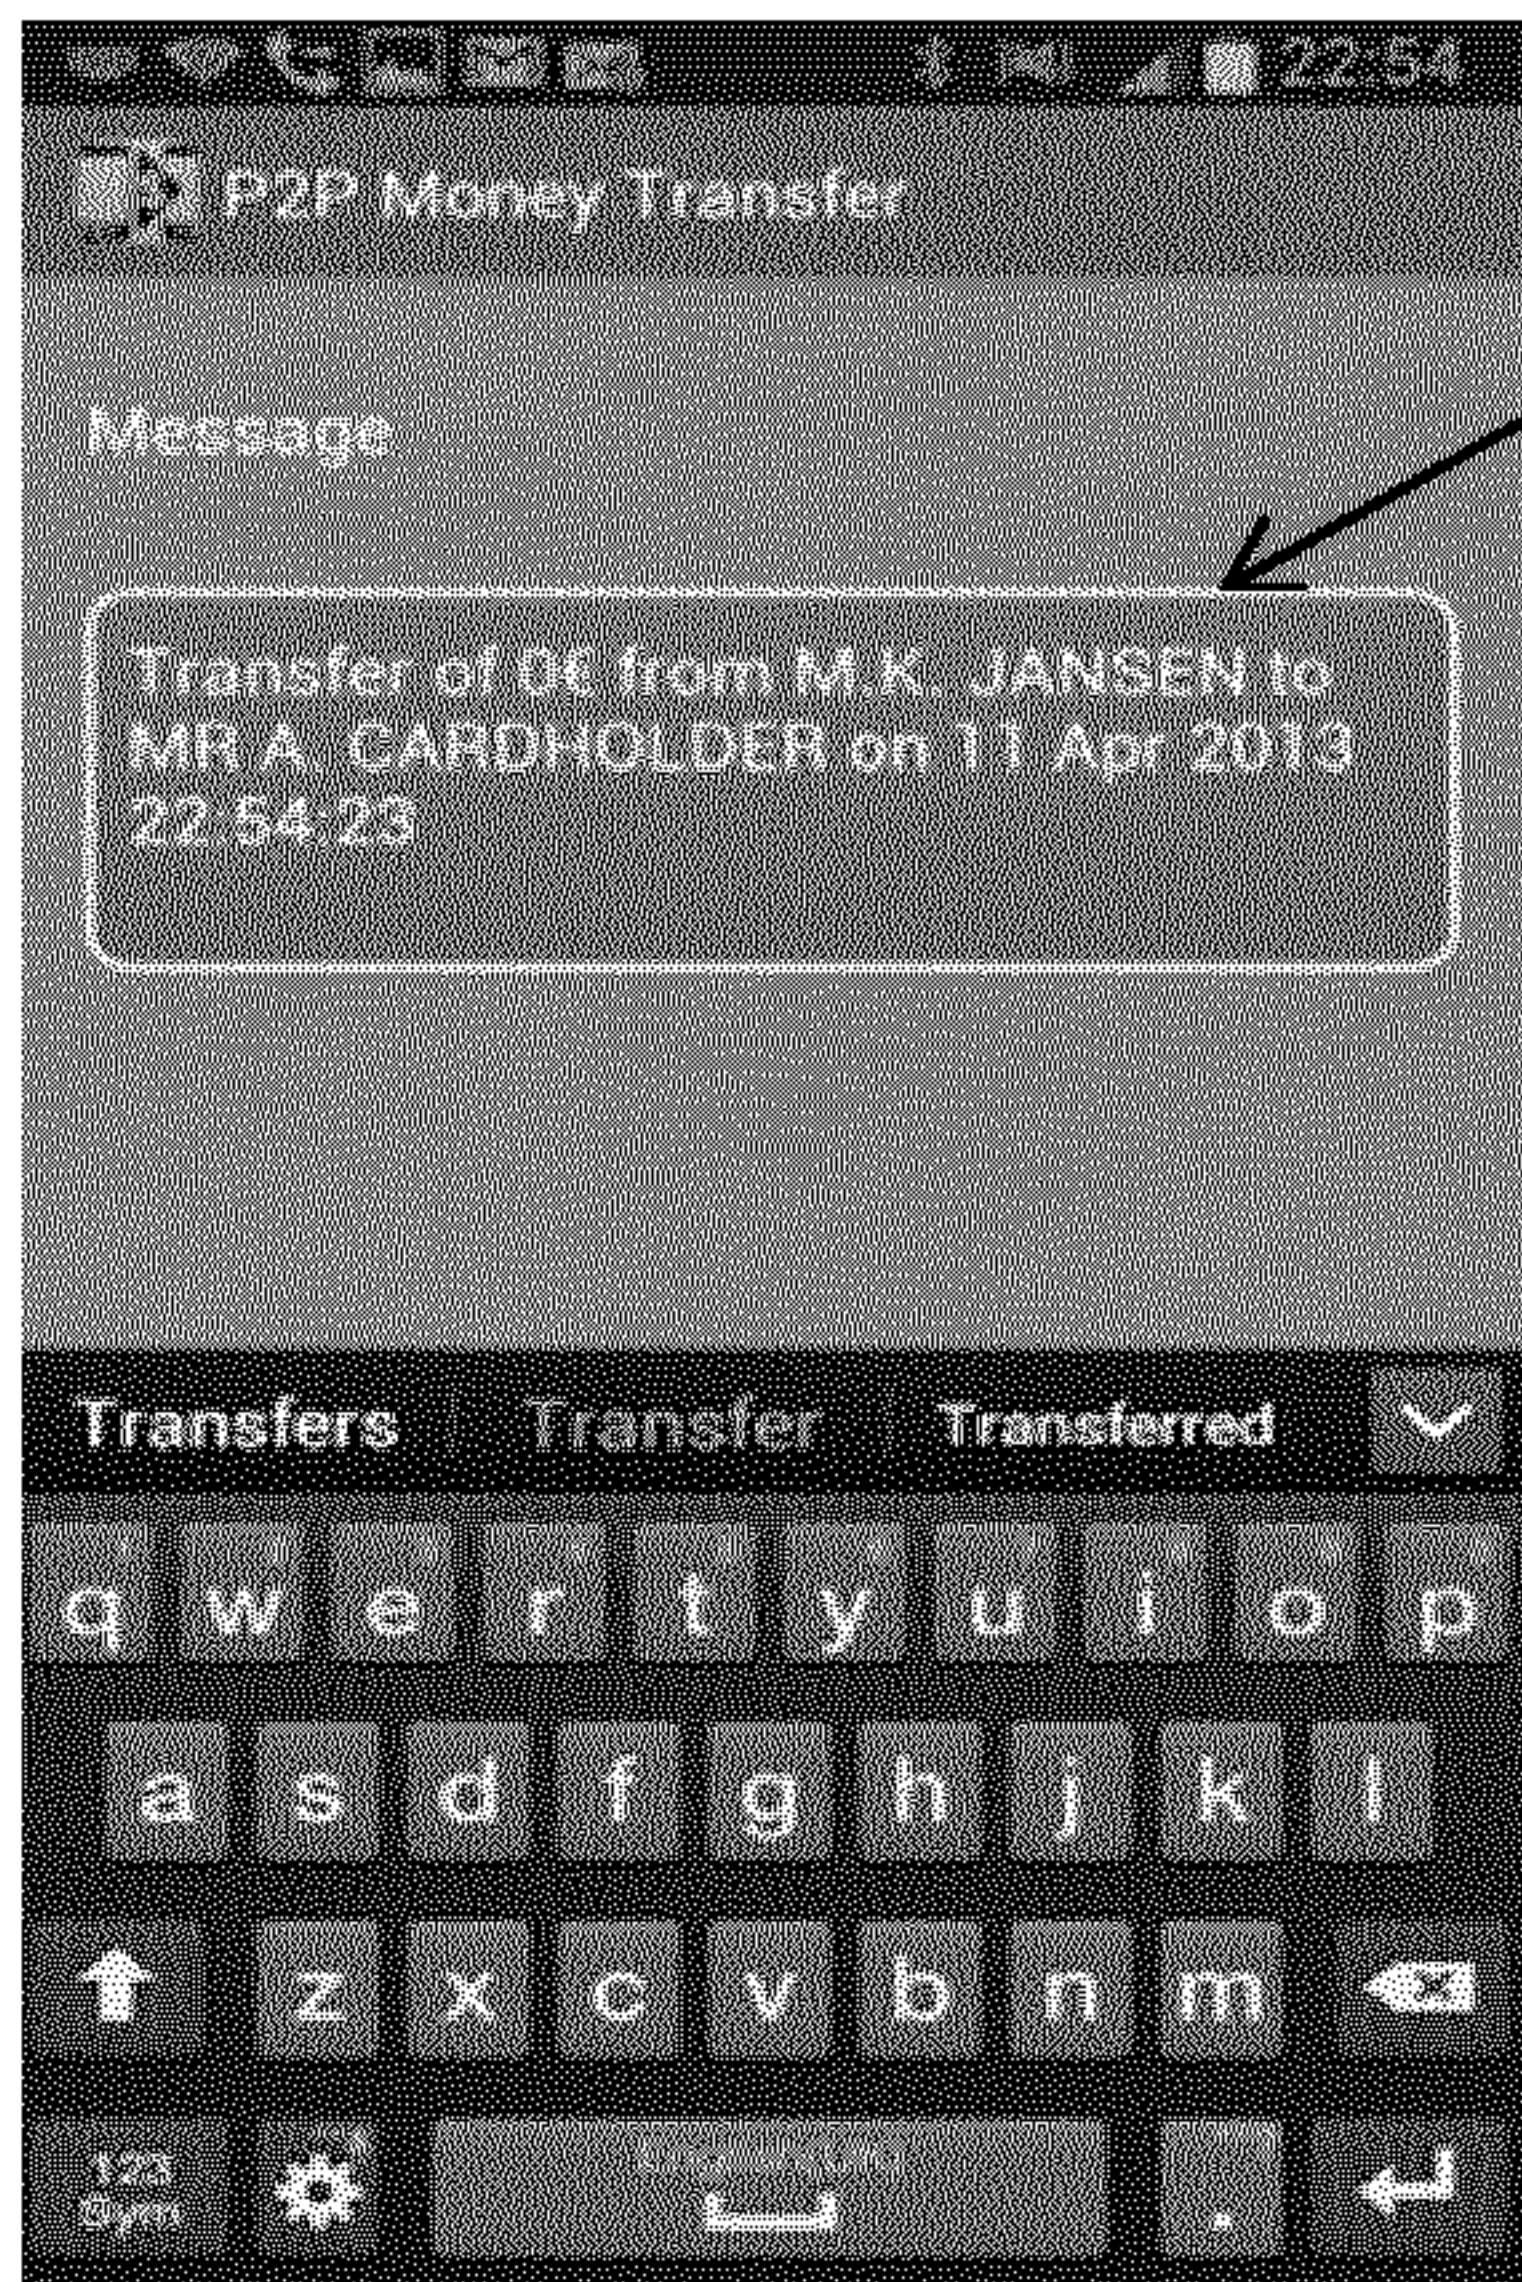 22:54
P2P Money Transfer
Message
Transfer of 0€ from M.K. JANSEN to
MR A. CARDHOLDER on 11 Apr 2013
22:54:23
Transfers Transfer Transferred
q w e r t y u i o p
a s d f g h j k l
z x c v b n m
123
Sym
.